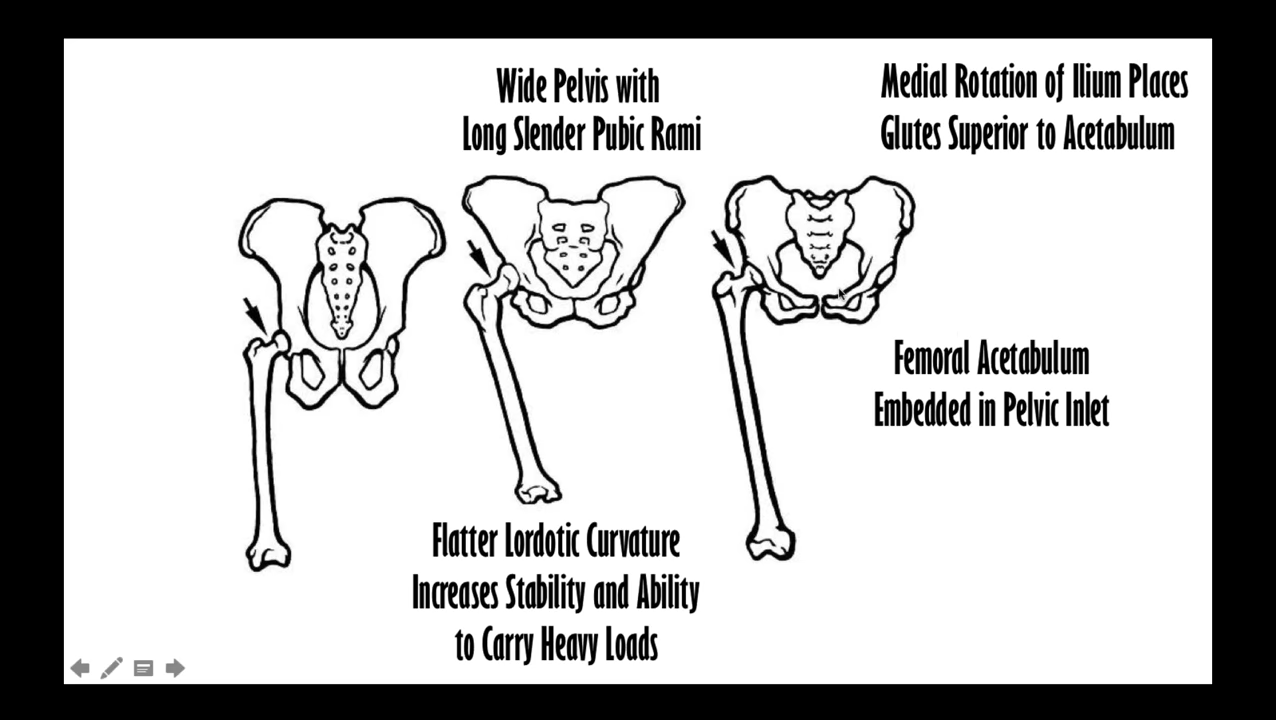 Wide Pelvis with
Long Slender Pubic Rami
Medial Rotation of Ilium Places
Glutes Superior to Acetabulum
Femoral Acetabulum
Embedded in Pelvic Inlet
Flatter Lordotic Curvature
Increases Stability and Ability
to Carry Heavy Loads